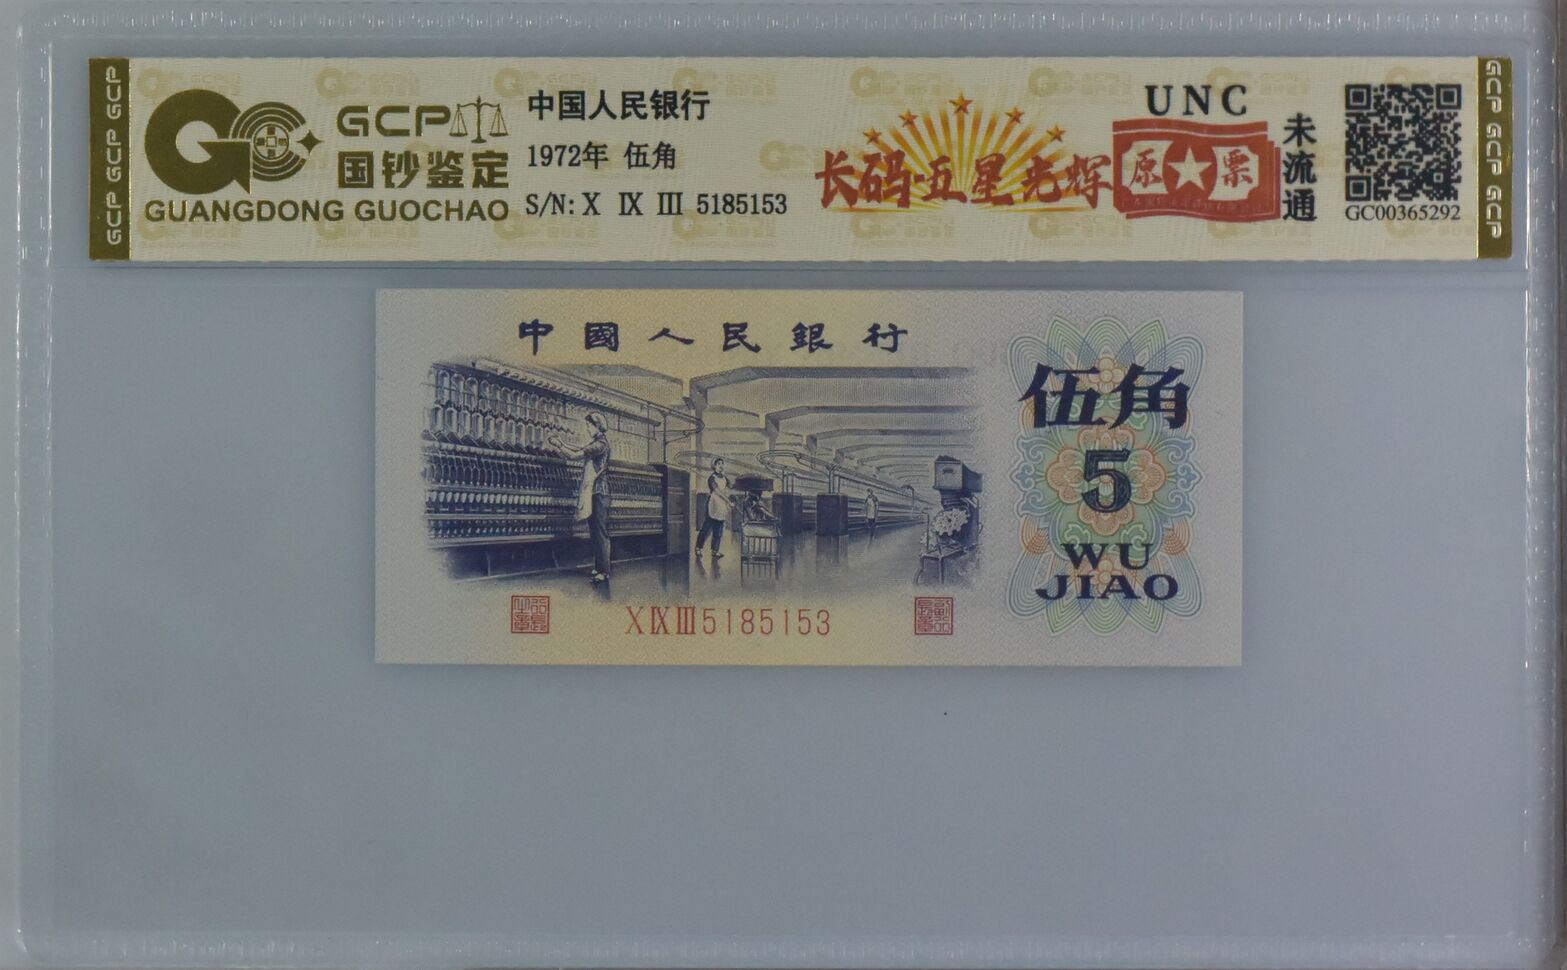 GCP
国钞鉴定
GUANGDONG GUOCHAO
中国人民银行
1972年 伍角
S/N: X IX III 5185153
长码·五星光辉
UNC
原★票
未流通
GC00365292
GCP GCP GCP
GCP GCP GCP
中國人民銀行
伍角
5
WU
JIAO
X IX III 5185153